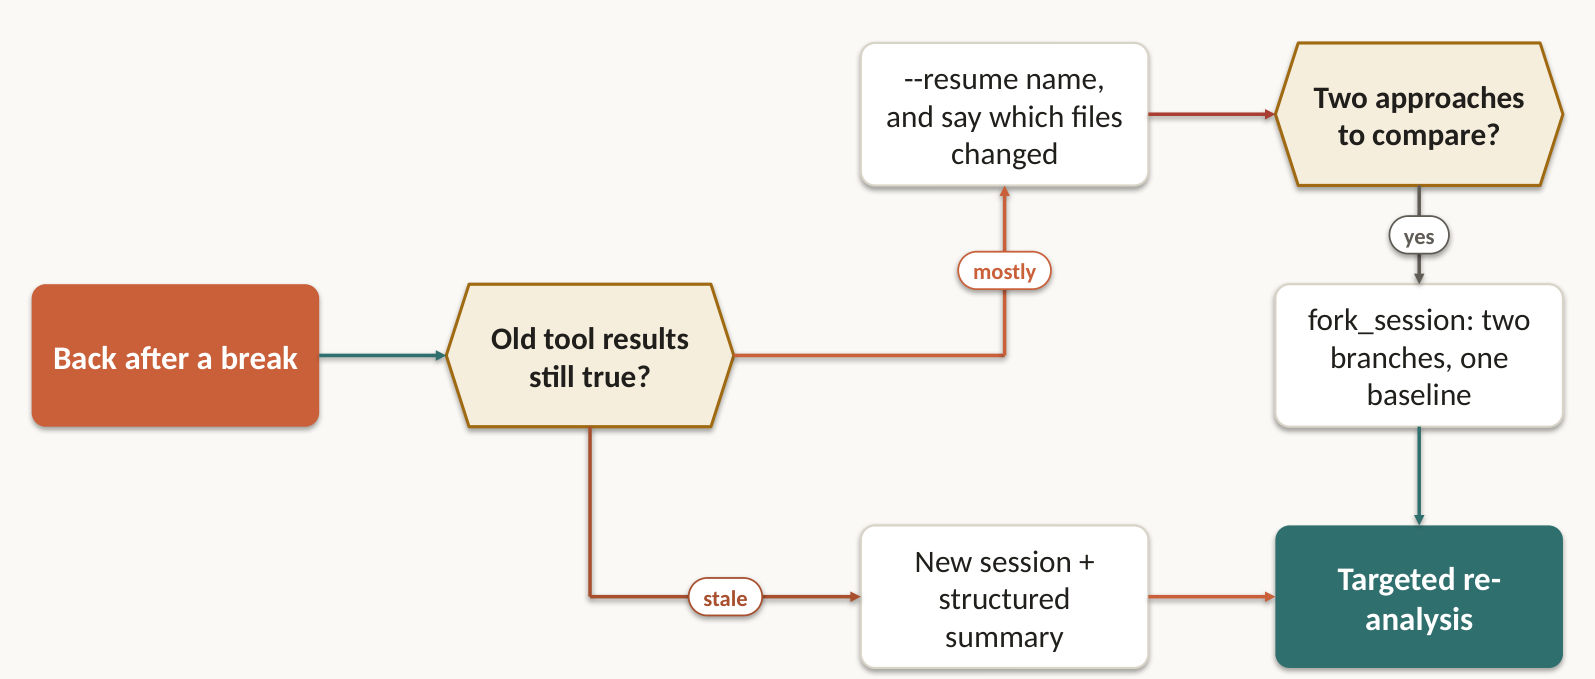 Back after a break
Old tool results
still true?
mostly
--resume name,
and say which files
changed
Two approaches
to compare?
yes
fork_session: two
branches, one
baseline
stale
New session +
structured
summary
Targeted re-
analysis